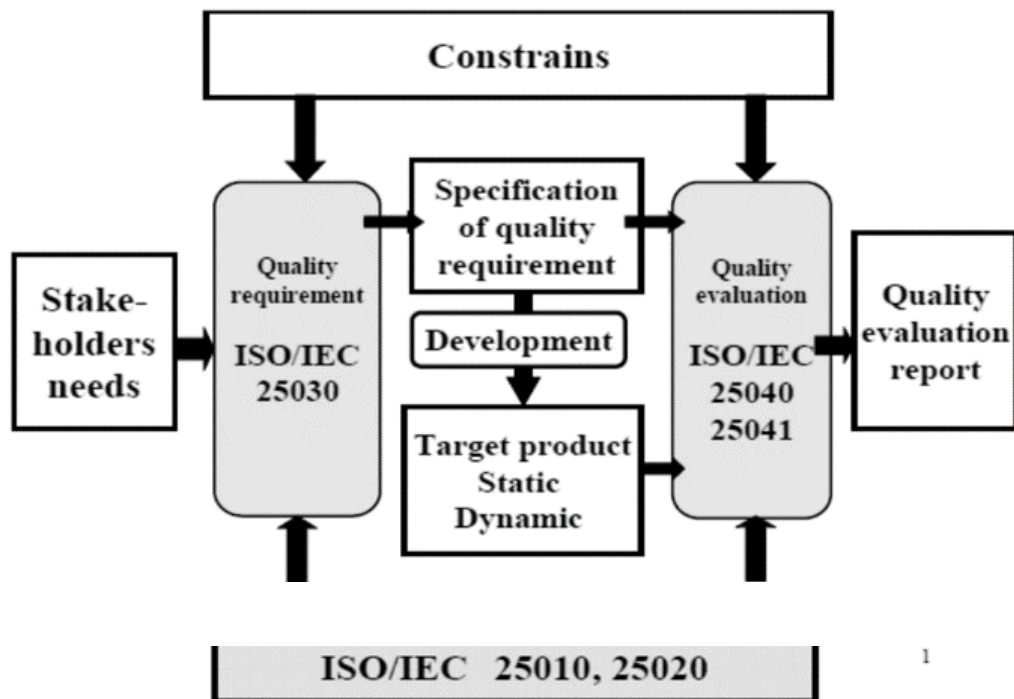 Constrains
Stake-
holders
needs
Quality
requirement
ISO/IEC
25030
Specification
of quality
requirement
Development
Target product
Static
Dynamic
Quality
evaluation
ISO/IEC
25040
25041
Quality
evaluation
report
ISO/IEC 25010, 25020
1